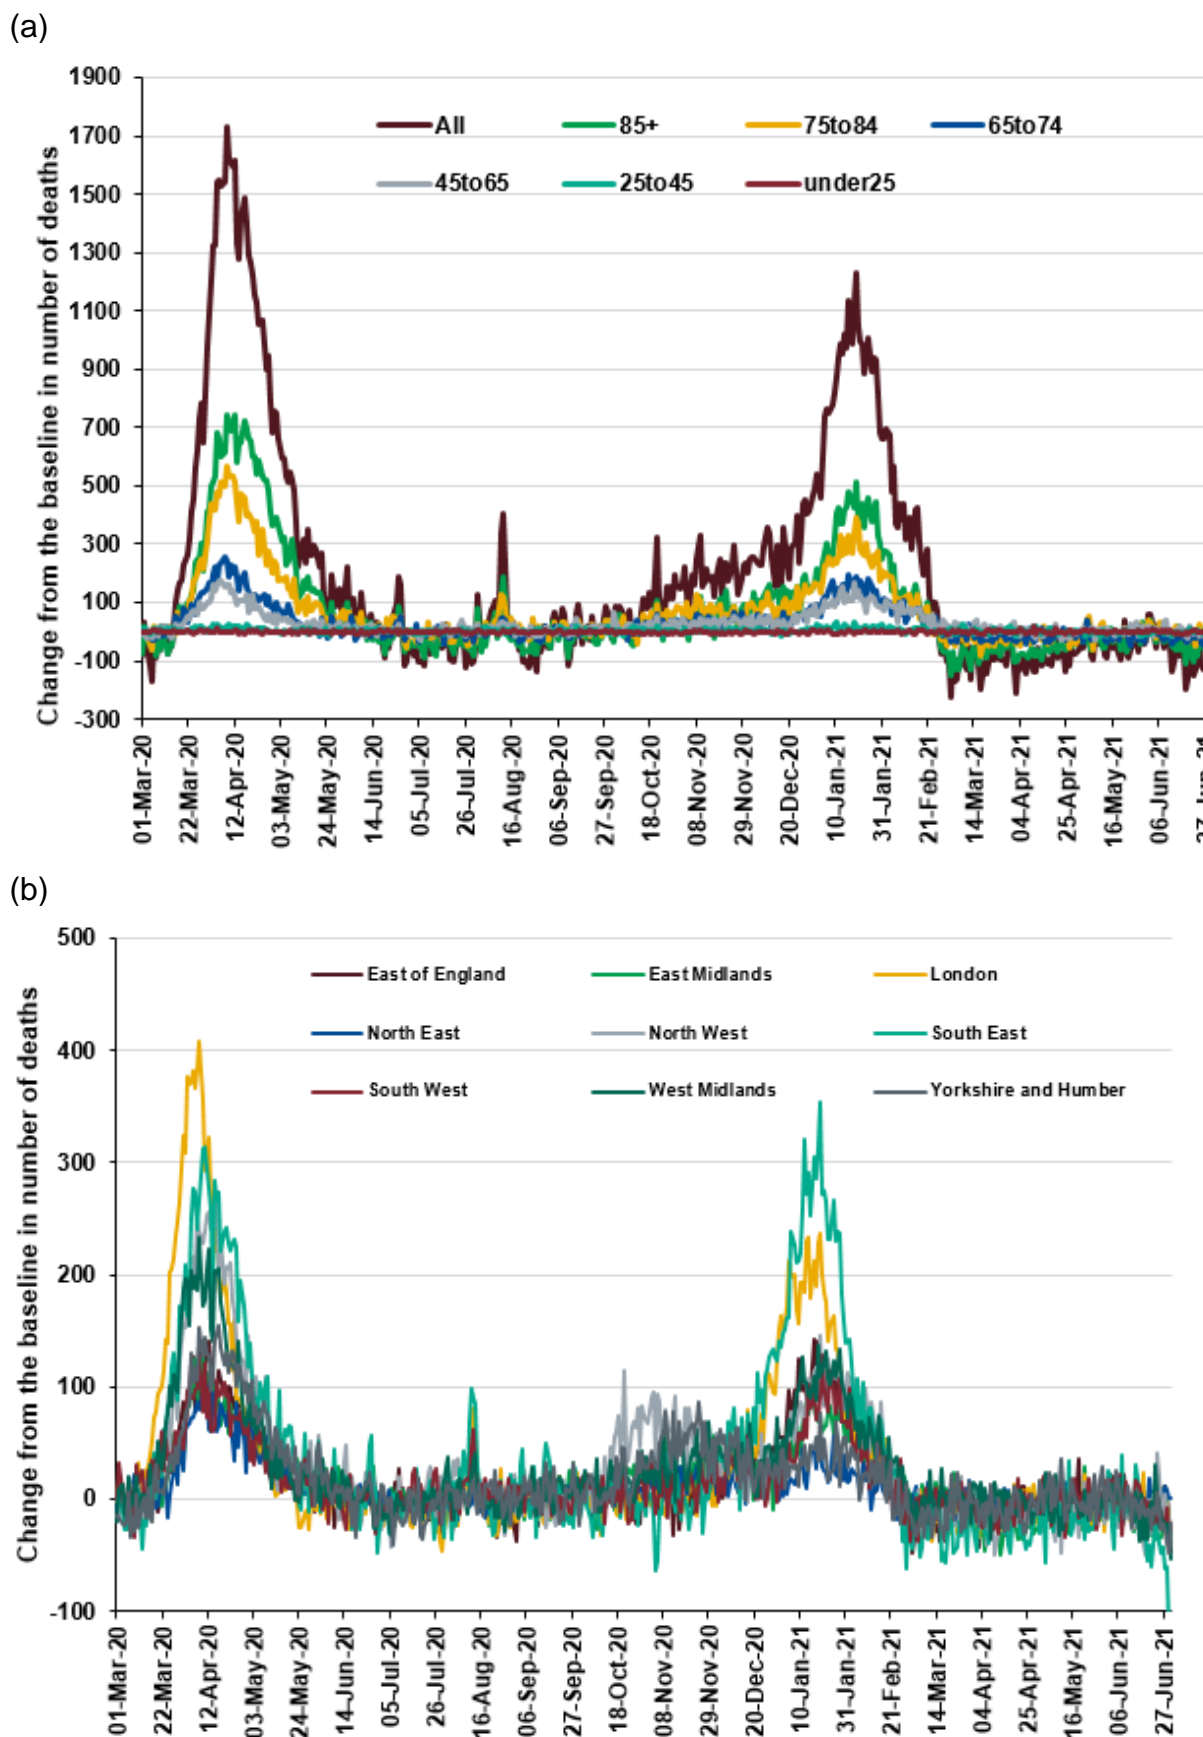 (a)
1900
1700
1500
1300
1100
900
700
500
300
100
-100
-300
Change from the baseline in number of deaths
All 85+ 75to84 65to74
45to65 25to45 under25
01-Mar-20 22-Mar-20 12-Apr-20 03-May-20 24-May-20 14-Jun-20 05-Jul-20 26-Jul-20 16-Aug-20 06-Sep-20 27-Sep-20 18-Oct-20 08-Nov-20 29-Nov-20 20-Dec-20 10-Jan-21 31-Jan-21 21-Feb-21 14-Mar-21 04-Apr-21 25-Apr-21 16-May-21 06-Jun-21
(b)
500
400
300
200
100
0
-100
Change from the baseline in number of deaths
East of England East Midlands London
North East North West South East
South West West Midlands Yorkshire and Humber
01-Mar-20 22-Mar-20 12-Apr-20 03-May-20 24-May-20 14-Jun-20 05-Jul-20 26-Jul-20 16-Aug-20 06-Sep-20 27-Sep-20 18-Oct-20 08-Nov-20 29-Nov-20 20-Dec-20 10-Jan-21 31-Jan-21 21-Feb-21 14-Mar-21 04-Apr-21 25-Apr-21 16-May-21 06-Jun-21 27-Jun-21